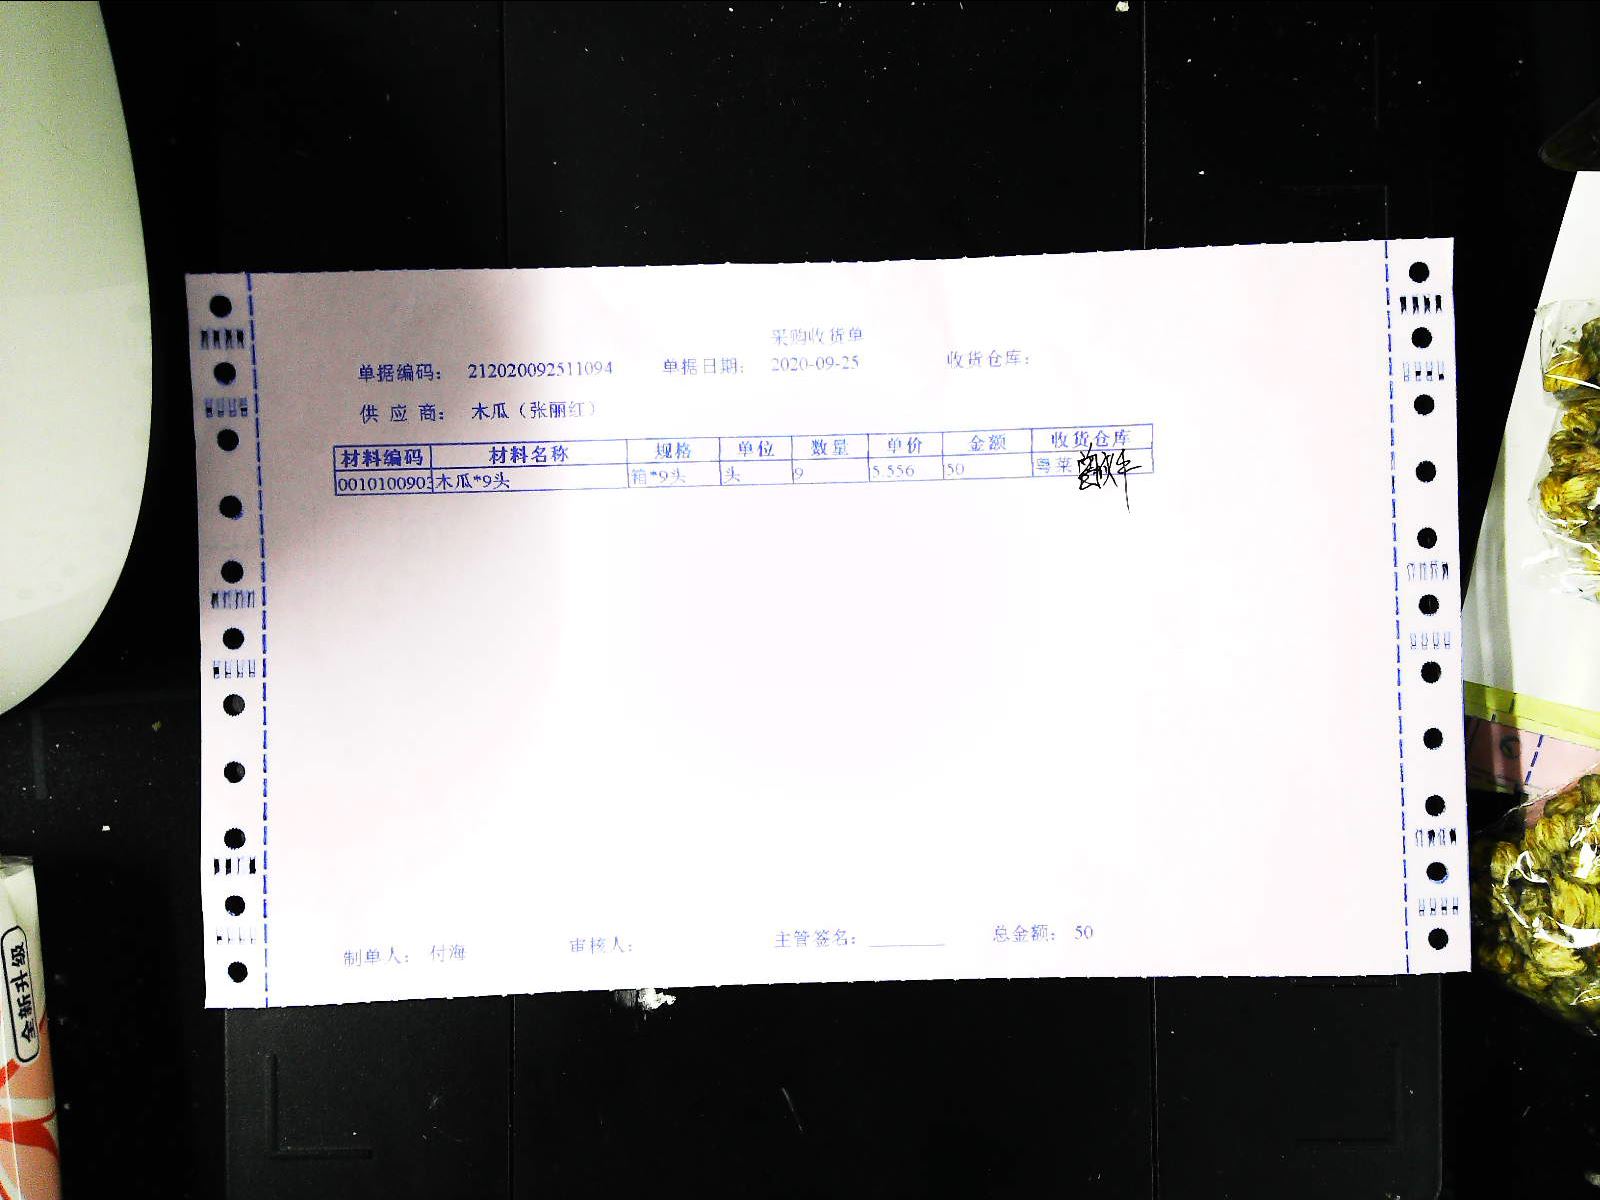 采购收货单
单据编码： 212020092511094 单据日期： 2020-09-25 收货仓库：
供应商： 木瓜（张丽红）
材料编码 材料名称 规格 单位 数量 单价 金额 收货仓库
0010100903 木瓜*9头 箱*9头 头 9 5.556 50 粤菜
制单人： 付海 审核人： 主管签名： 总金额： 50
全新升级